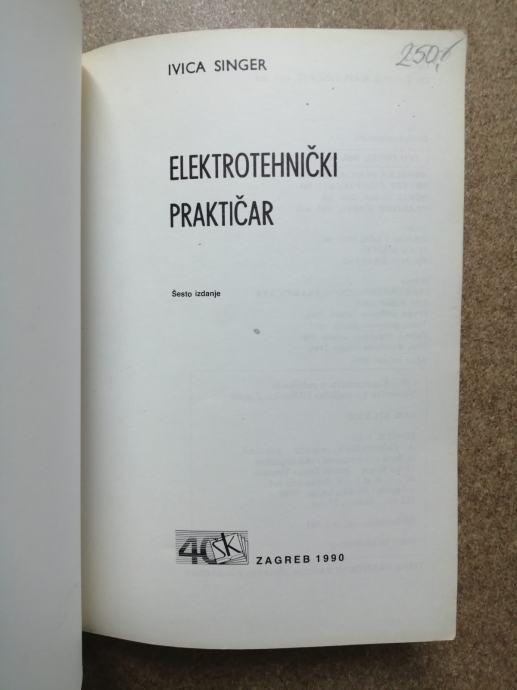 IVICA SINGER
250,
ELEKTROTEHNIČKI
PRAKTIČAR
Šesto izdanje
40 šk
ZAGREB 1990